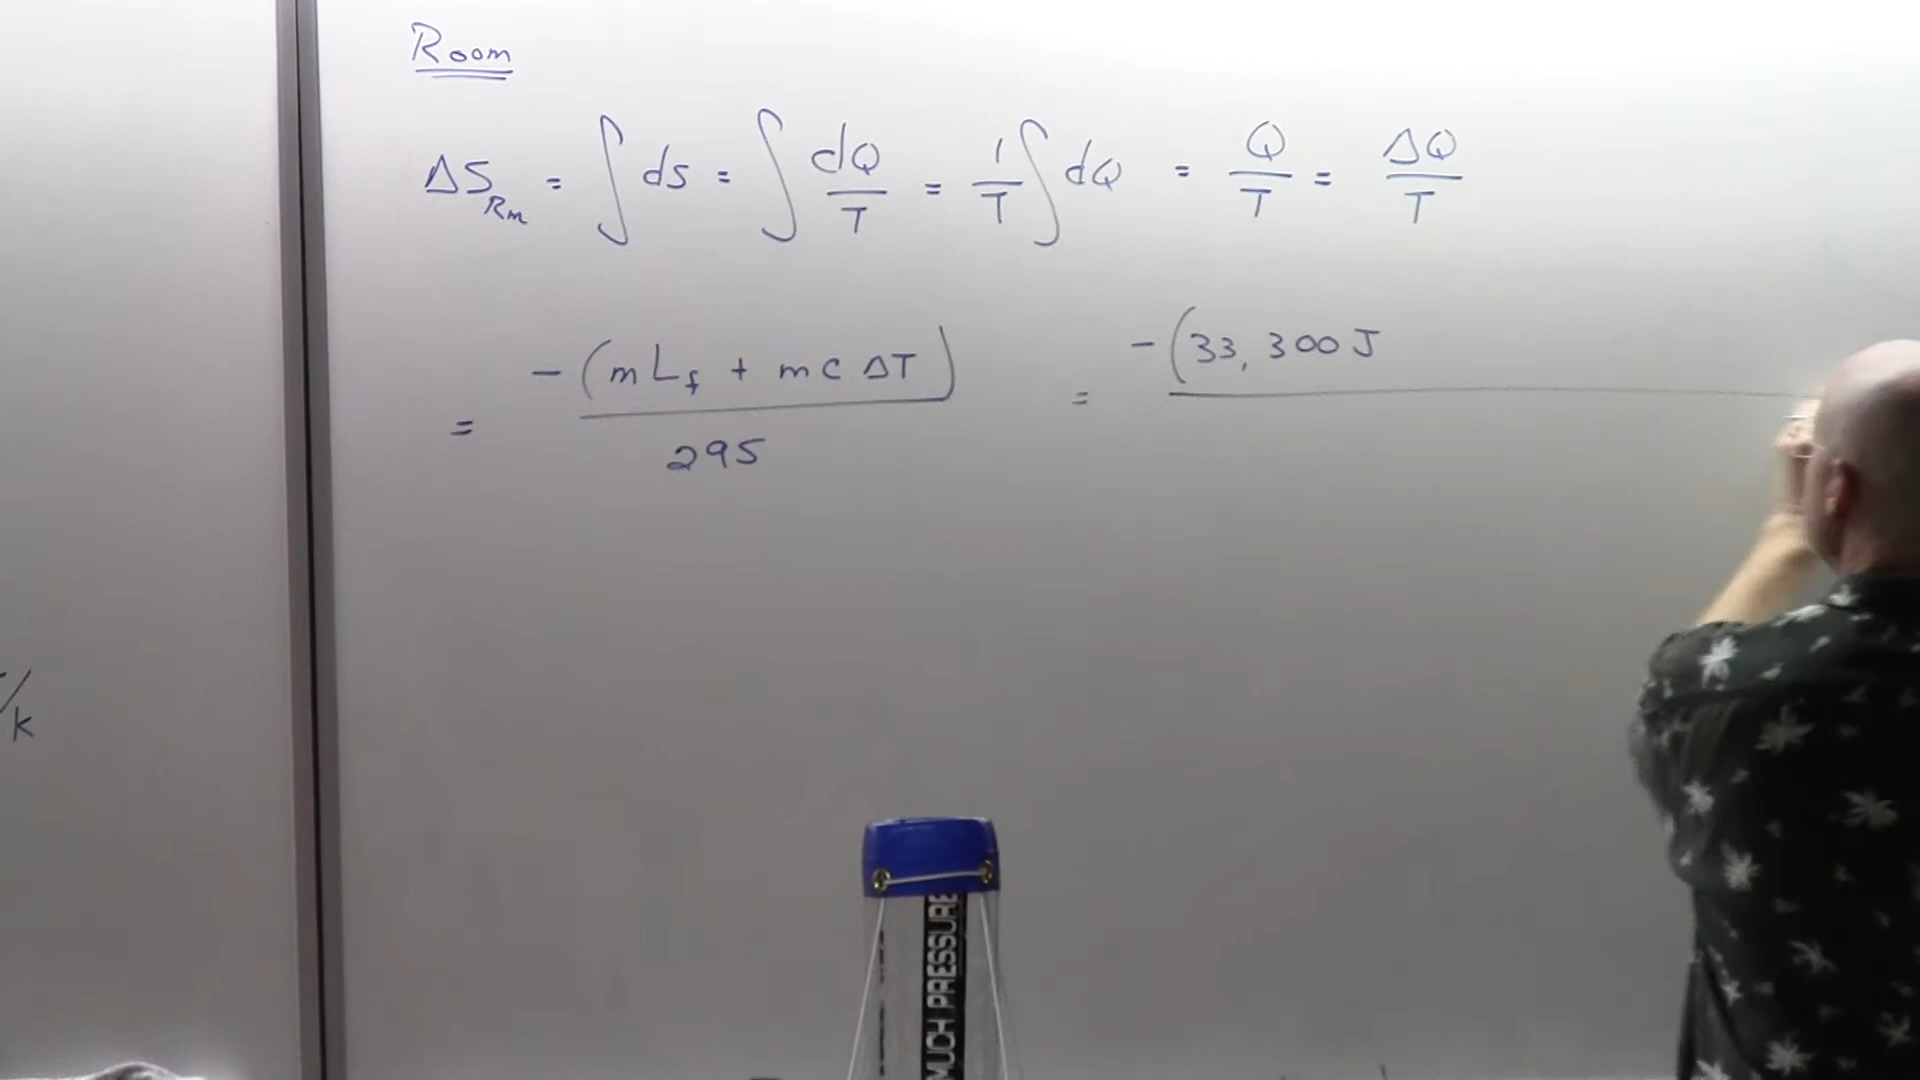 Room
ΔS_Rm = ∫ ds = ∫ dQ/T = 1/T ∫ dQ = Q/T = ΔQ/T
= -(mL_f + mcΔT)/295 = -(33,300 J
/k
MUCH PRESSURE